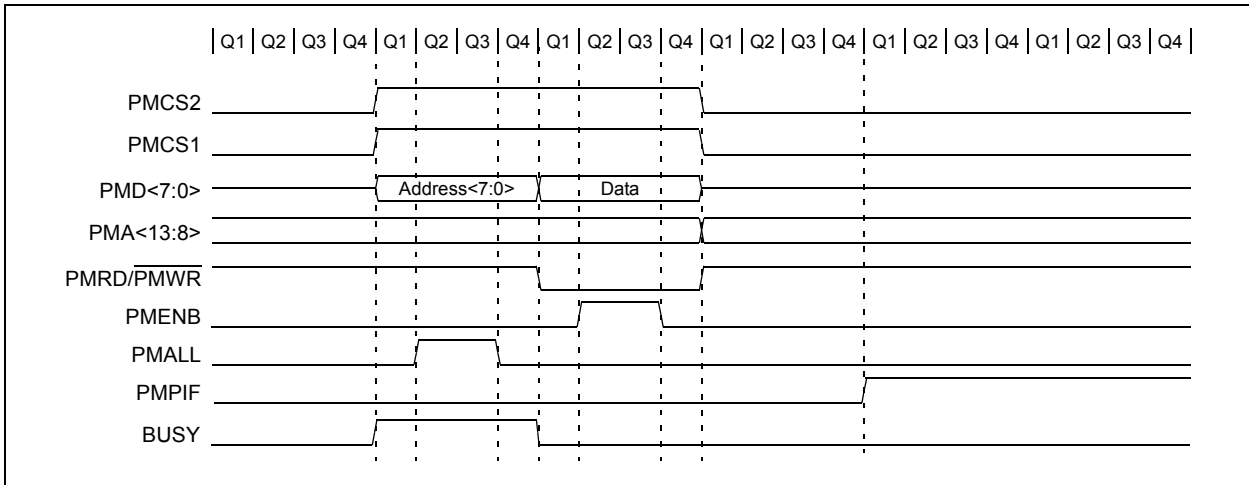 Q1 Q2 Q3 Q4 Q1 Q2 Q3 Q4 Q1 Q2 Q3 Q4 Q1 Q2 Q3 Q4 Q1 Q2 Q3 Q4 Q1 Q2 Q3 Q4
PMCS2
PMCS1
PMD<7:0> Address<7:0> Data
PMA<13:8>
PMRD/PMWR
PMENB
PMALL
PMPIF
BUSY